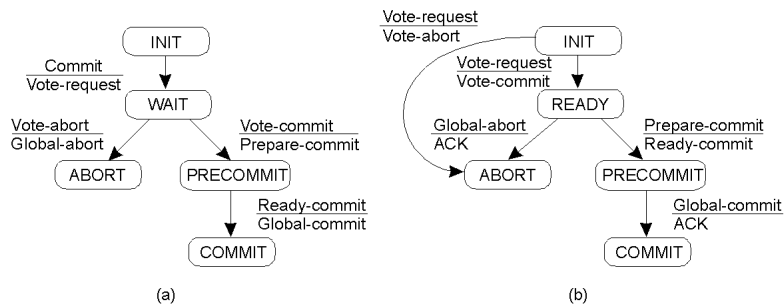 INIT
Commit
Vote-request
WAIT
Vote-abort
Global-abort
Vote-commit
Prepare-commit
ABORT
PRECOMMIT
Ready-commit
Global-commit
COMMIT
(a)
Vote-request
Vote-abort
INIT
Vote-request
Vote-commit
READY
Global-abort
ACK
Prepare-commit
Ready-commit
ABORT
PRECOMMIT
Global-commit
ACK
COMMIT
(b)